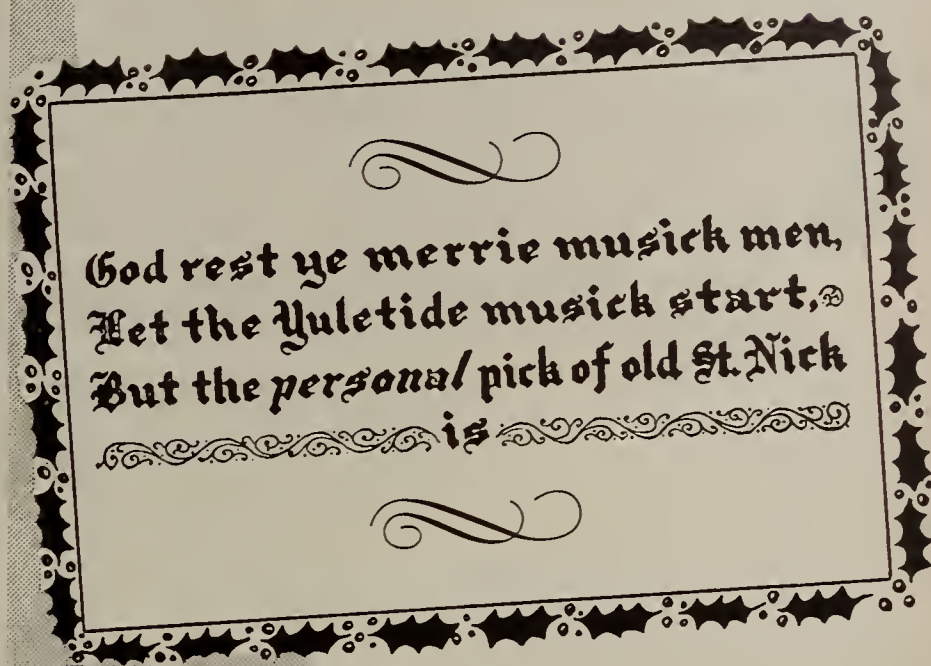 God rest ye merrie musick men,
Let the Yuletide musick start,
But the personal pick of old St. Nick
is